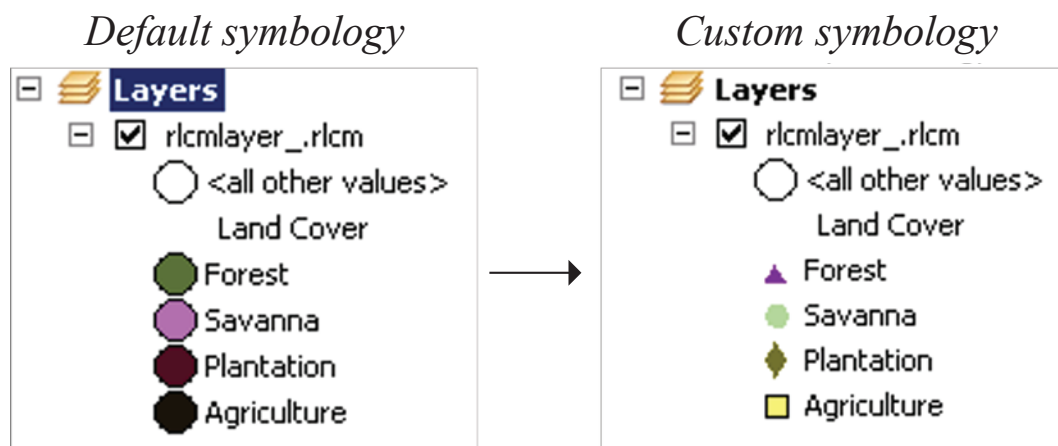 Default symbology
Layers
rlcmlayer_.rlcm
<all other values>
Land Cover
Forest
Savanna
Plantation
Agriculture
Custom symbology
Layers
rlcmlayer_.rlcm
<all other values>
Land Cover
Forest
Savanna
Plantation
Agriculture